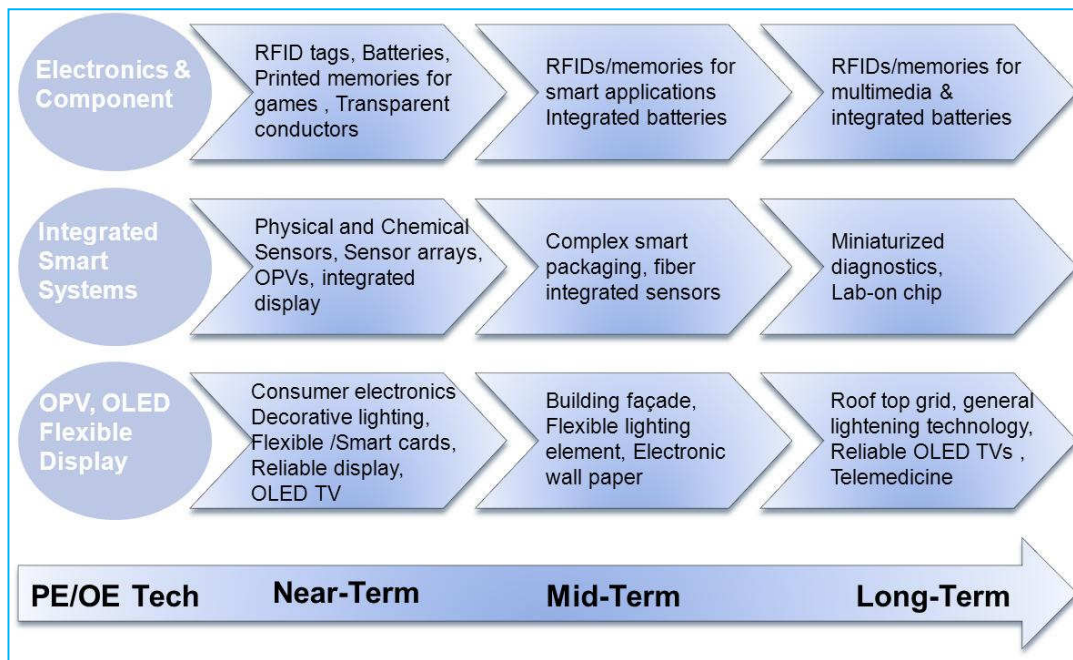 Electronics &
Component
RFID tags, Batteries,
Printed memories for
games , Transparent
conductors
RFIDs/memories for
smart applications
Integrated batteries
RFIDs/memories for
multimedia &
integrated batteries
Integrated
Smart
Systems
Physical and Chemical
Sensors, Sensor arrays,
OPVs, integrated
display
Complex smart
packaging, fiber
integrated sensors
Miniaturized
diagnostics,
Lab-on chip
OPV, OLED
Flexible
Display
Consumer electronics
Decorative lighting,
Flexible /Smart cards,
Reliable display,
OLED TV
Building façade,
Flexible lighting
element, Electronic
wall paper
Roof top grid, general
lightening technology,
Reliable OLED TVs ,
Telemedicine
PE/OE Tech
Near-Term
Mid-Term
Long-Term